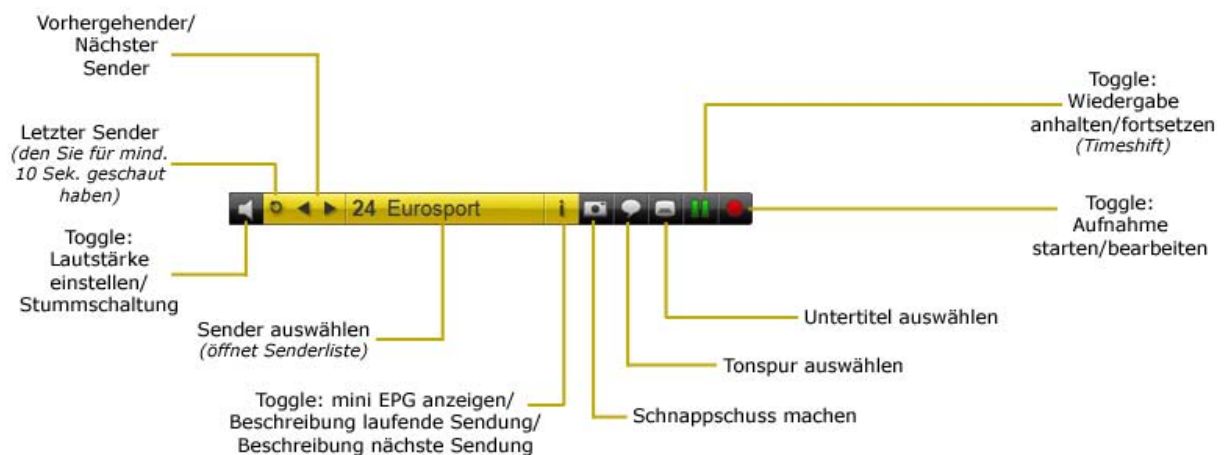 Vorhergehender/
Nächster
Sender
Letzter Sender
(den Sie für mind.
10 Sek. geschaut
haben)
Toggle:
Lautstärke
einstellen/
Stummschaltung
24 Eurosport
i
Sender auswählen
(öffnet Senderliste)
Toggle: mini EPG anzeigen/
Beschreibung laufende Sendung/
Beschreibung nächste Sendung
Toggle:
Wiedergabe
anhalten/fortsetzen
(Timeshift)
Toggle:
Aufnahme
starten/bearbeiten
Untertitel auswählen
Tonspur auswählen
Schnappschuss machen